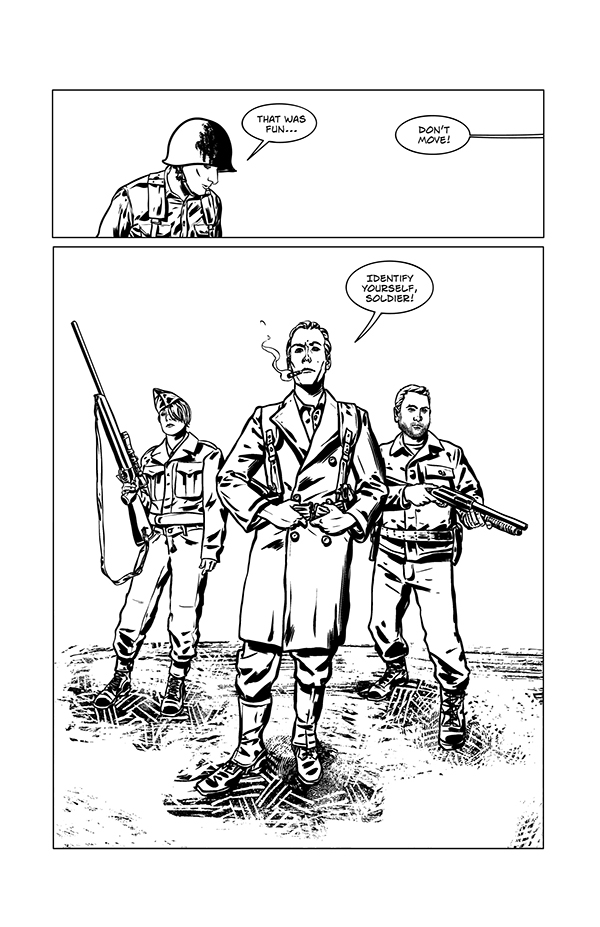 THAT WAS
FUN...
DON'T
MOVE!
IDENTIFY
YOURSELF,
SOLDIER!